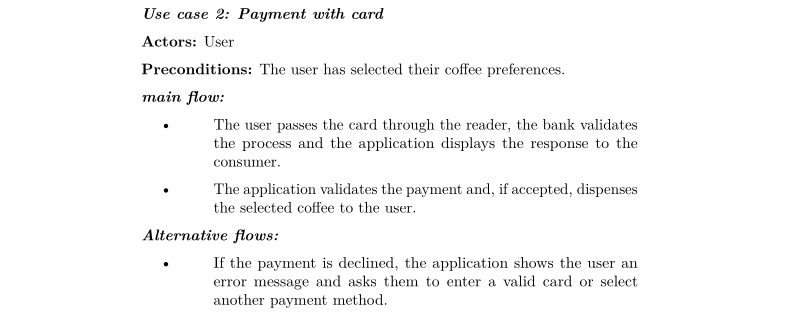 Use case 2: Payment with card
Actors: User
Preconditions: The user has selected their coffee preferences.
main flow:
• The user passes the card through the reader, the bank validates
the process and the application displays the response to the
consumer.
• The application validates the payment and, if accepted, dispenses
the selected coffee to the user.
Alternative flows:
• If the payment is declined, the application shows the user an
error message and asks them to enter a valid card or select
another payment method.